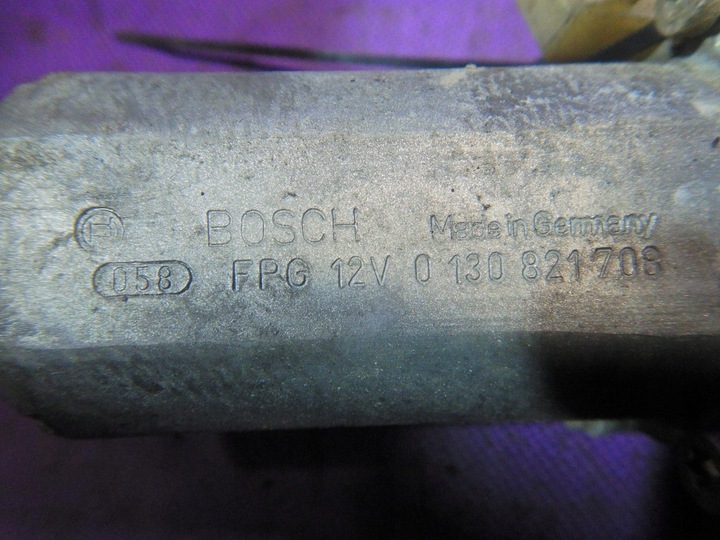 BOSCH Made in Germany
058 FPG 12V 0 130 821 708